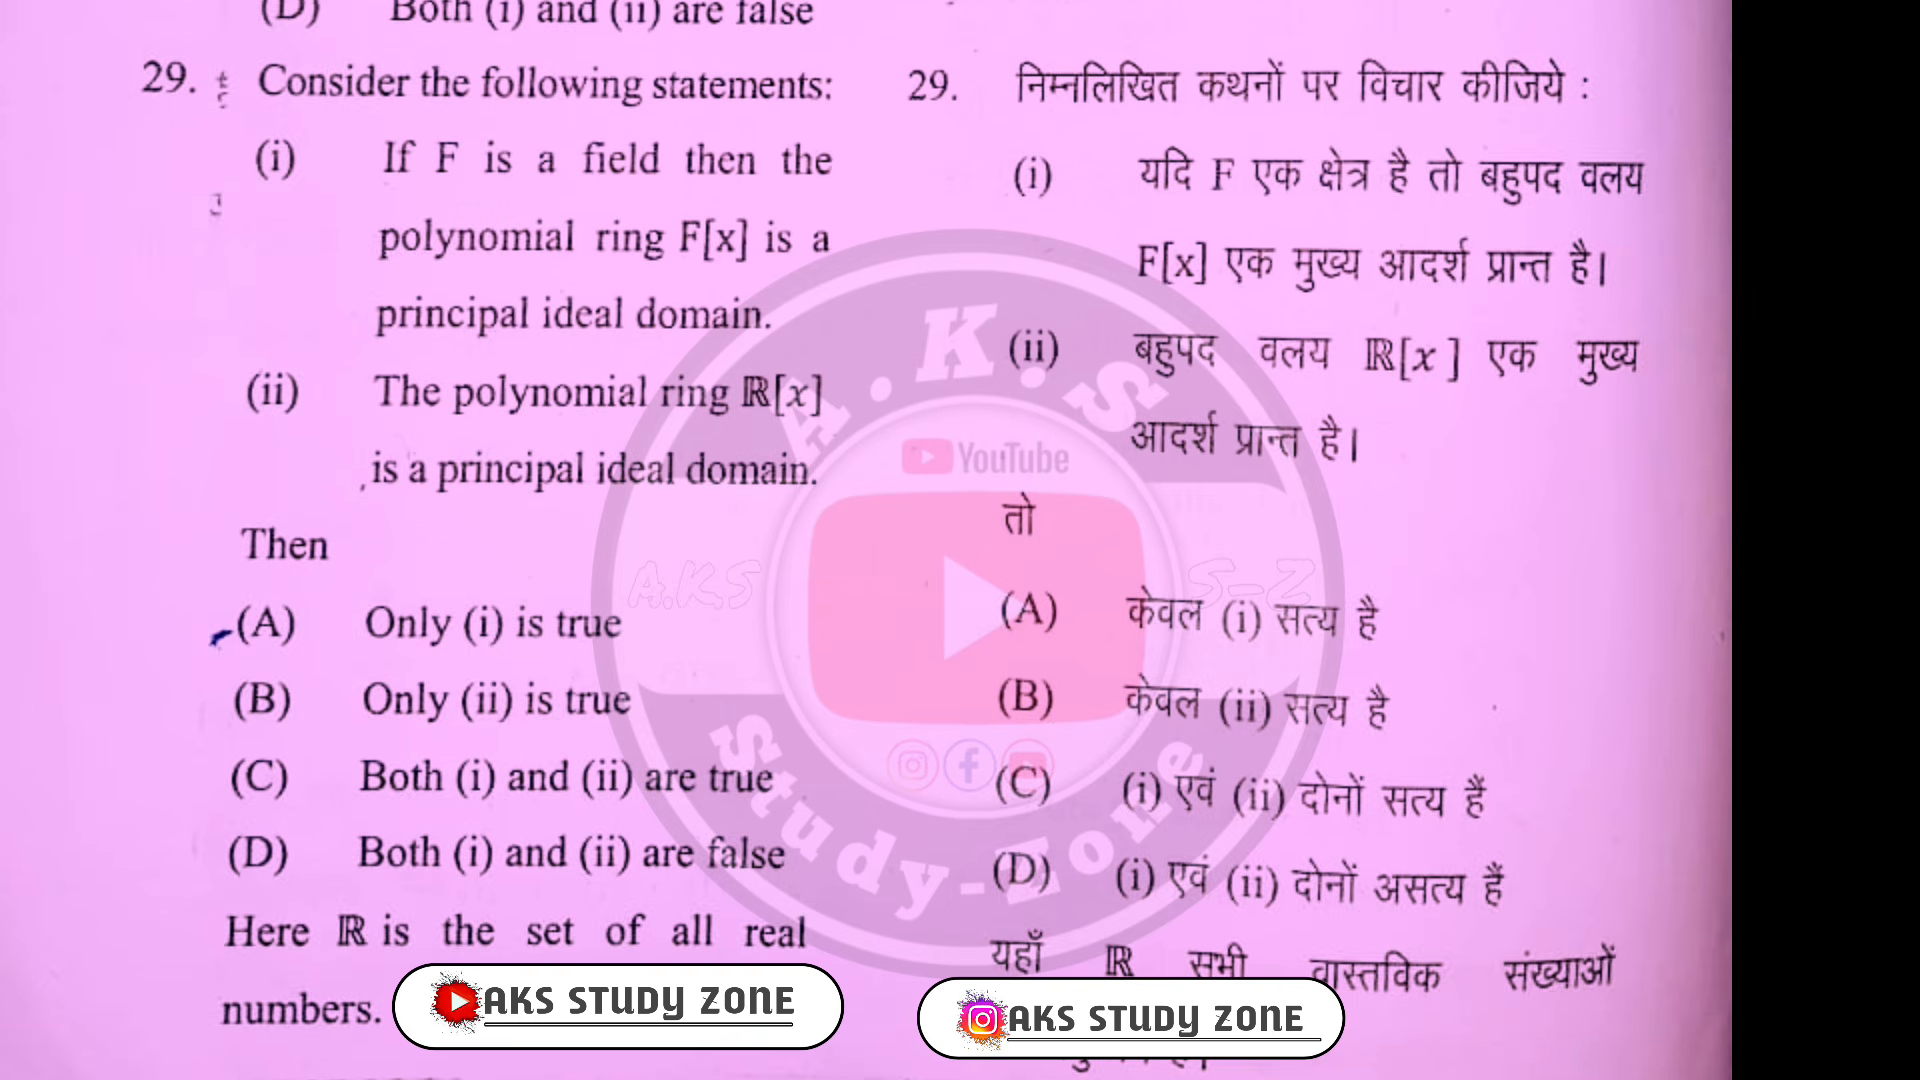 (D) Both (i) and (ii) are false
29. Consider the following statements:
(i) If F is a field then the
polynomial ring F[x] is a
principal ideal domain.
(ii) The polynomial ring ℝ[x]
is a principal ideal domain.
Then
(A) Only (i) is true
(B) Only (ii) is true
(C) Both (i) and (ii) are true
(D) Both (i) and (ii) are false
Here ℝ is the set of all real
numbers.
29. निम्नलिखित कथनों पर विचार कीजिये :
(i) यदि F एक क्षेत्र है तो बहुपद वलय
F[x] एक मुख्य आदर्श प्रान्त है।
(ii) बहुपद वलय ℝ[x] एक मुख्य
आदर्श प्रान्त है।
तो
(A) केवल (i) सत्य है
(B) केवल (ii) सत्य है
(C) (i) एवं (ii) दोनों सत्य हैं
(D) (i) एवं (ii) दोनों असत्य हैं
यहाँ ℝ सभी वास्तविक संख्याओं
A.K.S
YouTube
A.K.S S-Z
Study-Zone
AKS STUDY ZONE
AKS STUDY ZONE